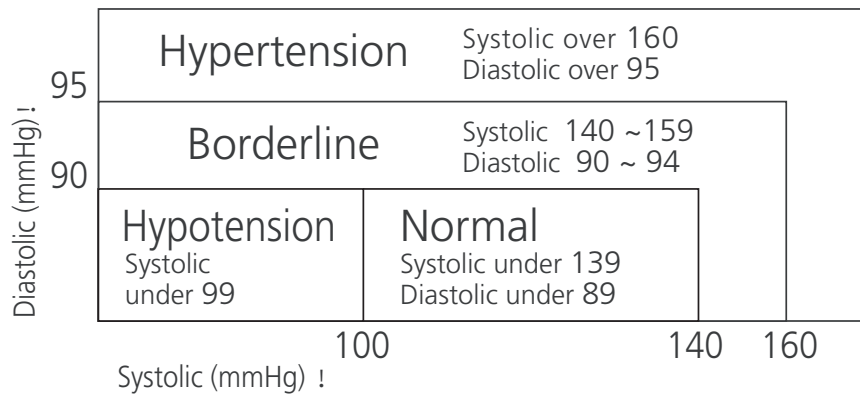 Hypertension
Systolic over 160
Diastolic over 95
95
Borderline
Systolic 140 ~159
Diastolic 90 ~ 94
90
Hypotension
Systolic
under 99
Normal
Systolic under 139
Diastolic under 89
Diastolic (mmHg) !
100
140
160
Systolic (mmHg) !